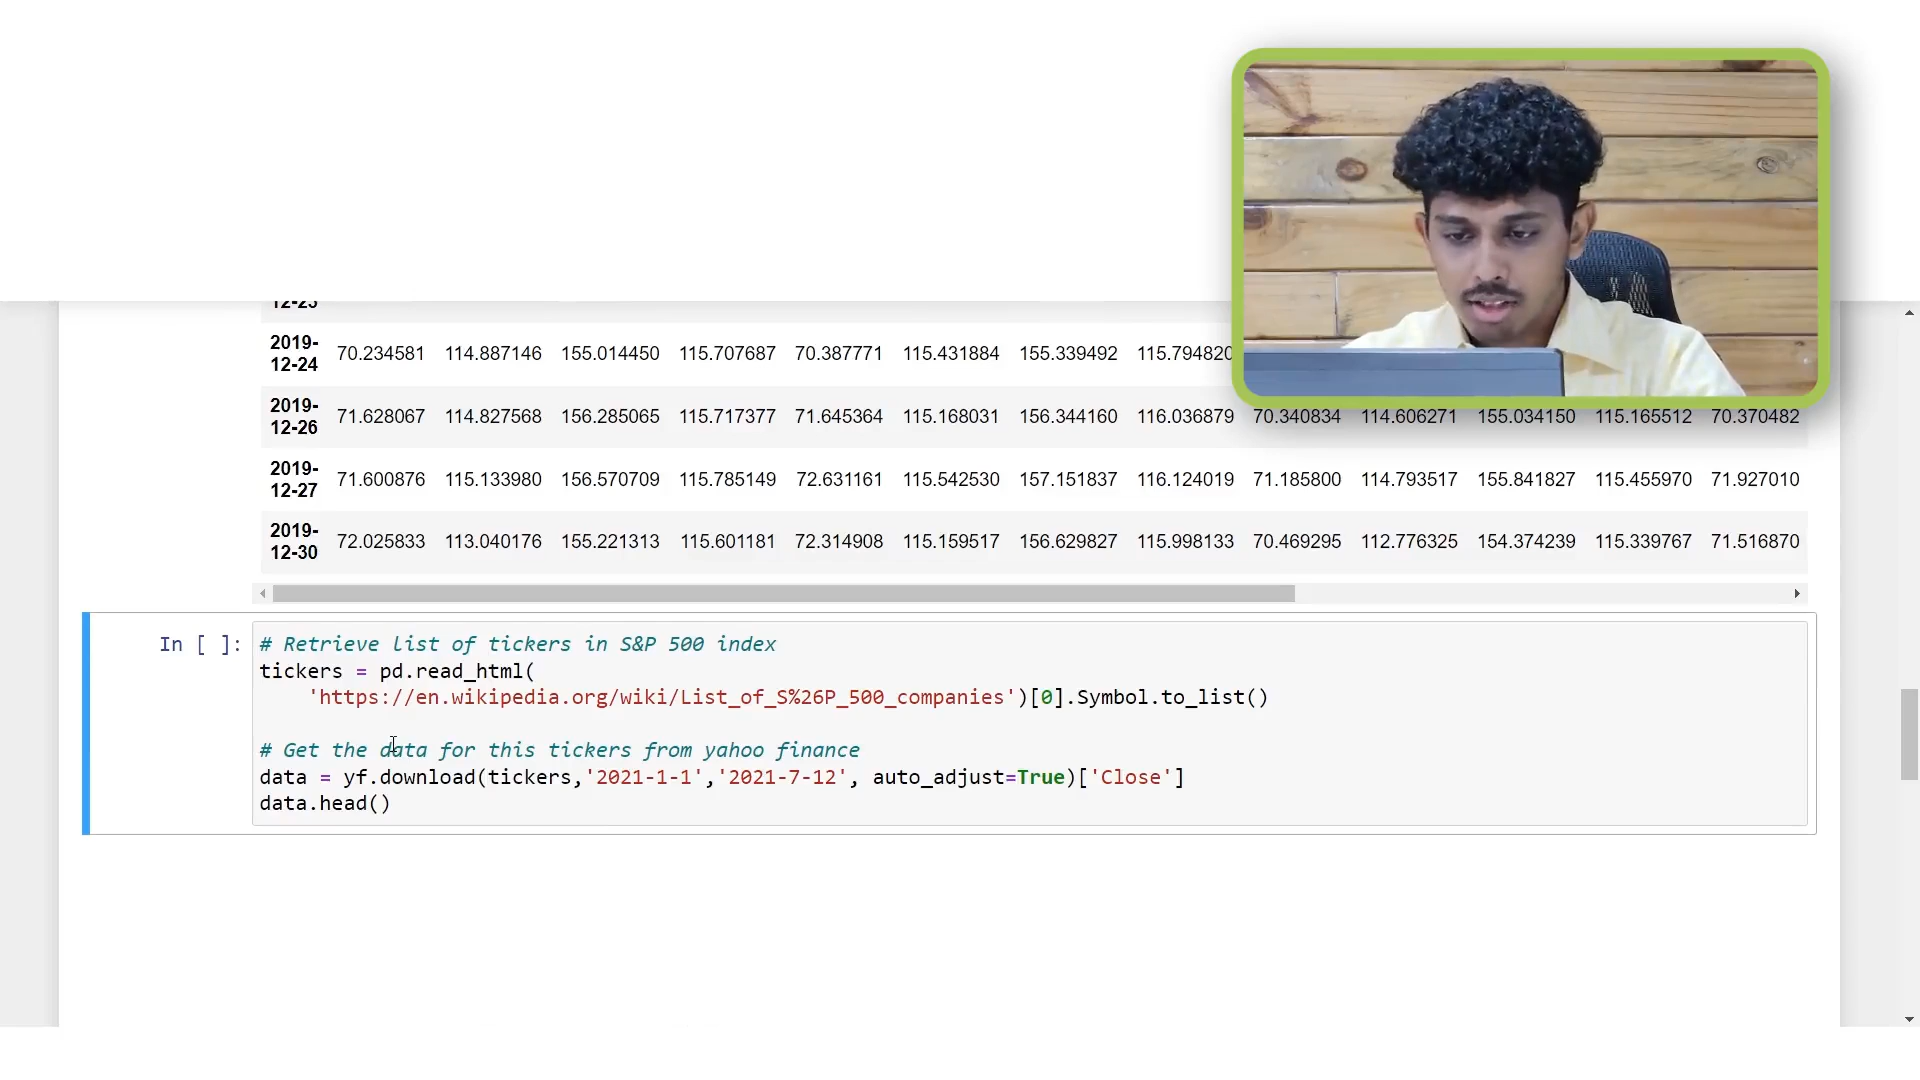 12-23
2019-
12-24 70.234581 114.887146 155.014450 115.707687 70.387771 115.431884 155.339492 115.794820
2019-
12-26 71.628067 114.827568 156.285065 115.717377 71.645364 115.168031 156.344160 116.036879 70.340834 114.606271 155.034150 115.165512 70.370482
2019-
12-27 71.600876 115.133980 156.570709 115.785149 72.631161 115.542530 157.151837 116.124019 71.185800 114.793517 155.841827 115.455970 71.927010
2019-
12-30 72.025833 113.040176 155.221313 115.601181 72.314908 115.159517 156.629827 115.998133 70.469295 112.776325 154.374239 115.339767 71.516870
In [ ]: # Retrieve list of tickers in S&P 500 index
tickers = pd.read_html(
'https://en.wikipedia.org/wiki/List_of_S%26P_500_companies')[0].Symbol.to_list()
# Get the data for this tickers from yahoo finance
data = yf.download(tickers,'2021-1-1','2021-7-12', auto_adjust=True)['Close']
data.head()